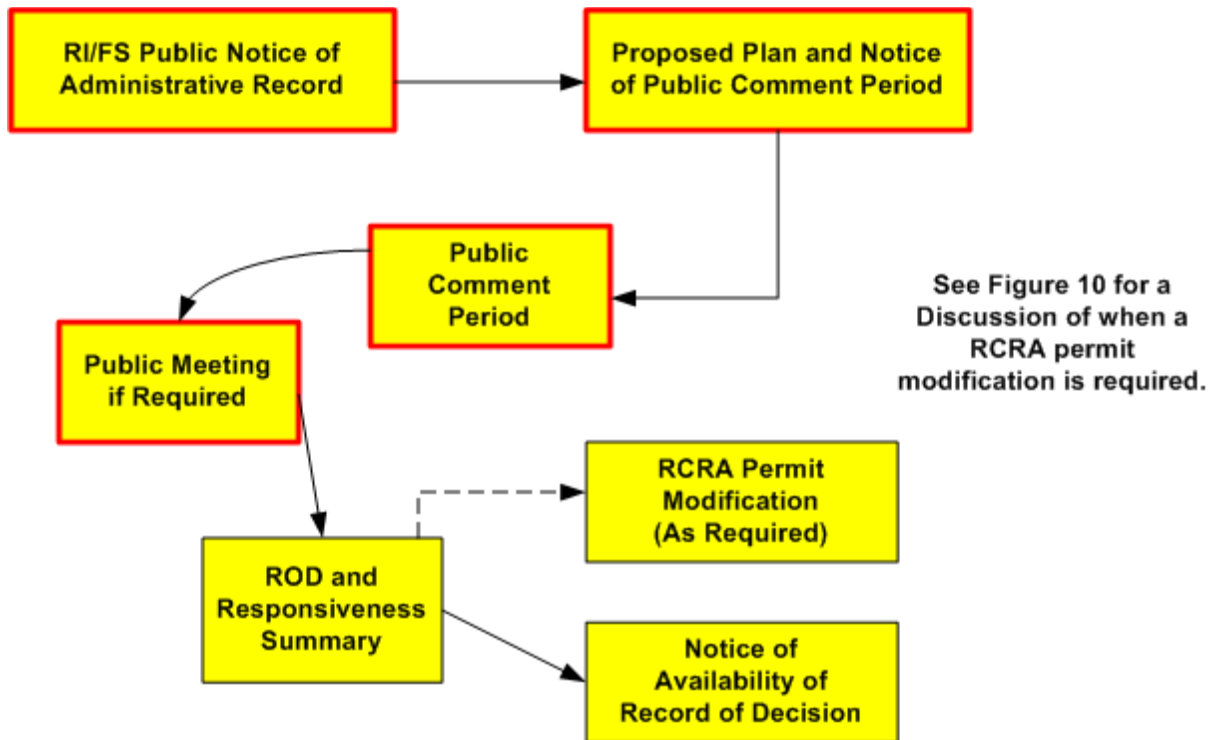 RI/FS Public Notice of
Administrative Record
Proposed Plan and Notice
of Public Comment Period
Public
Comment
Period
See Figure 10 for a
Discussion of when a
RCRA permit
modification is required.
Public Meeting
if Required
RCRA Permit
Modification
(As Required)
ROD and
Responsiveness
Summary
Notice of
Availability of
Record of Decision